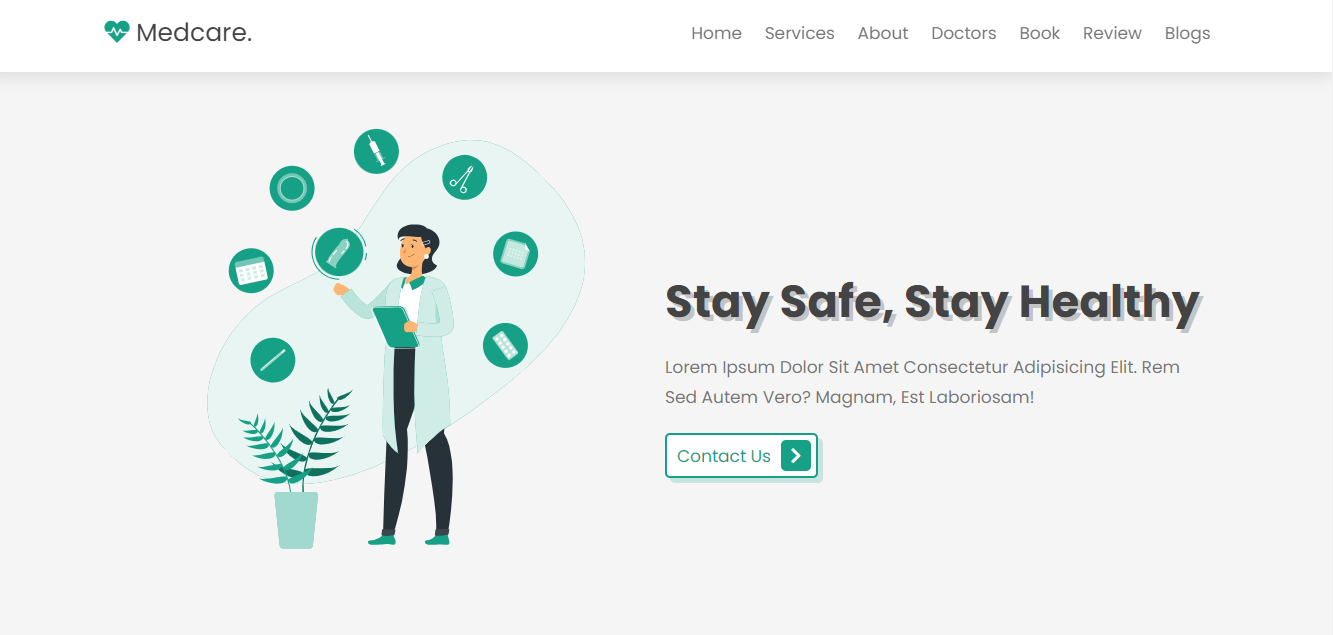 Medcare.
Home Services About Doctors Book Review Blogs
Stay Safe, Stay Healthy
Lorem Ipsum Dolor Sit Amet Consectetur Adipisicing Elit. Rem
Sed Autem Vero? Magnam, Est Laboriosam!
Contact Us